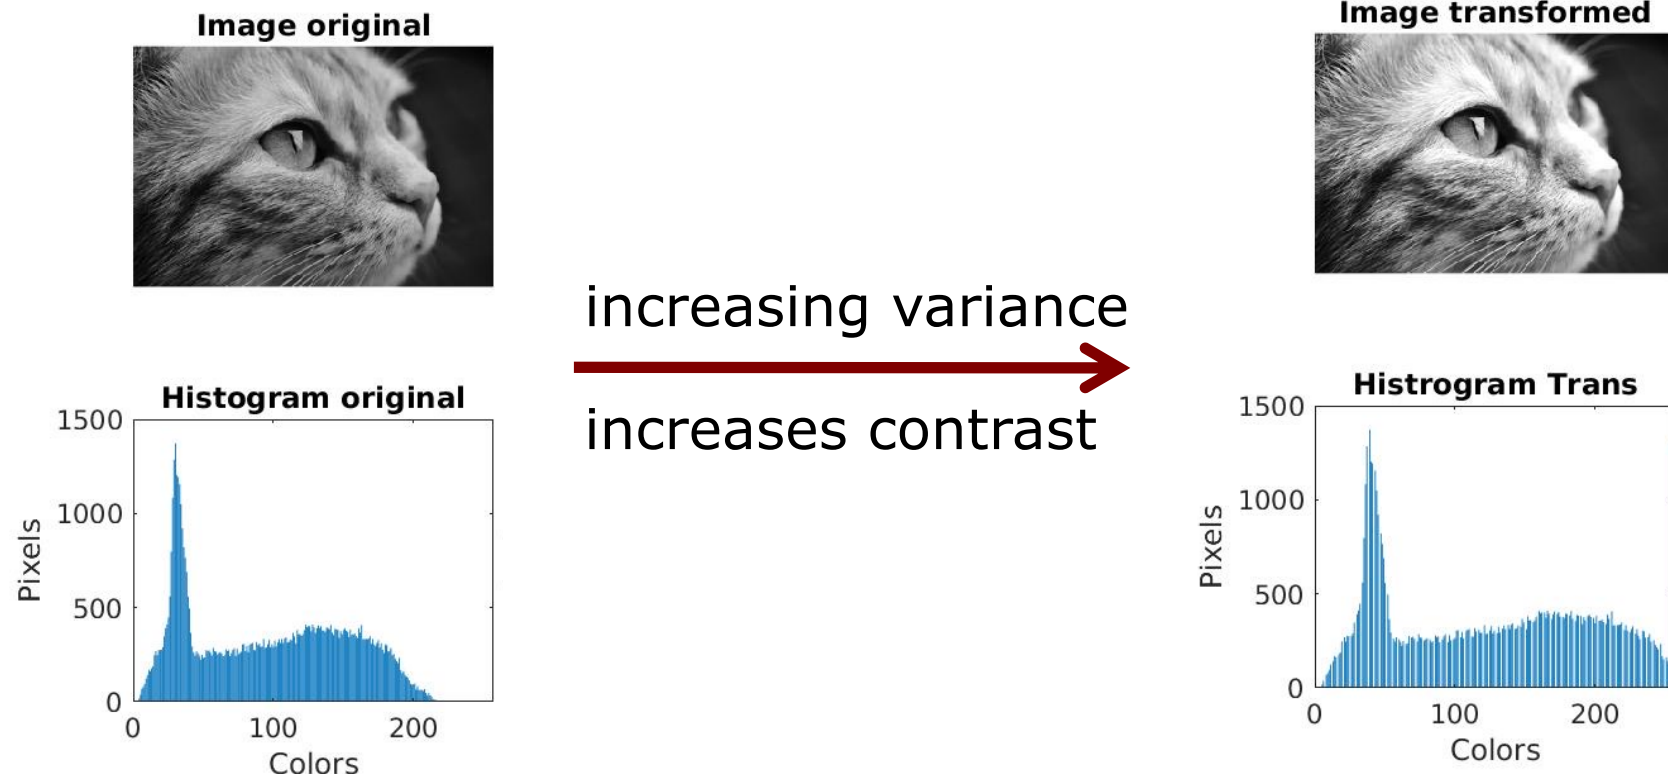 Image original
Image transformed
increasing variance
increases contrast
Histogram original
1500
1000
500
0
0 100 200
Pixels
Colors
Histrogram Trans
1500
1000
500
0
0 100 200
Pixels
Colors